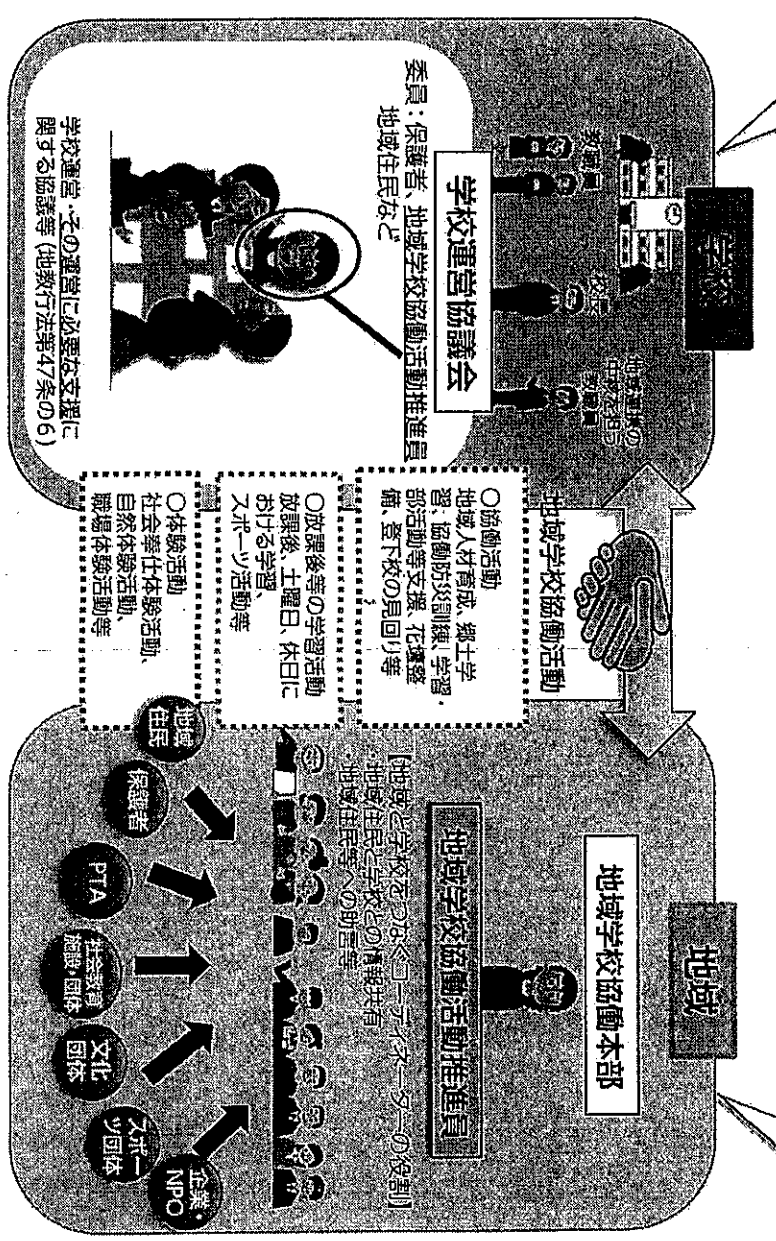 学校
教職員
校長
地域連携の
中核を担う
教職員
学校運営協議会
委員：保護者、地域学校協働活動推進員
地域住民など
学校運営・その運営に必要な支援に
関する協議等 (地教行法第47条の6)
地域学校協働活動
〇協働活動
地域人材育成、郷土学
習、協働防災訓練、学習・
部活動等支援、花壇整
備、登下校の見回り等
〇放課後等の学習活動
放課後、土曜日、休日に
おける学習、
スポーツ活動等
〇体験活動
社会奉仕体験活動、
自然体験活動、
職場体験活動等
地域
地域学校協働本部
地域学校協働活動推進員
【地域と学校をつなぐコーディネーターの役割】
・地域住民と学校との情報共有
・地域住民等への助言等
地域
住民
保護者
PTA
社会教育
施設・団体
文化
団体
スポー
ツ団体
企業・
NPO